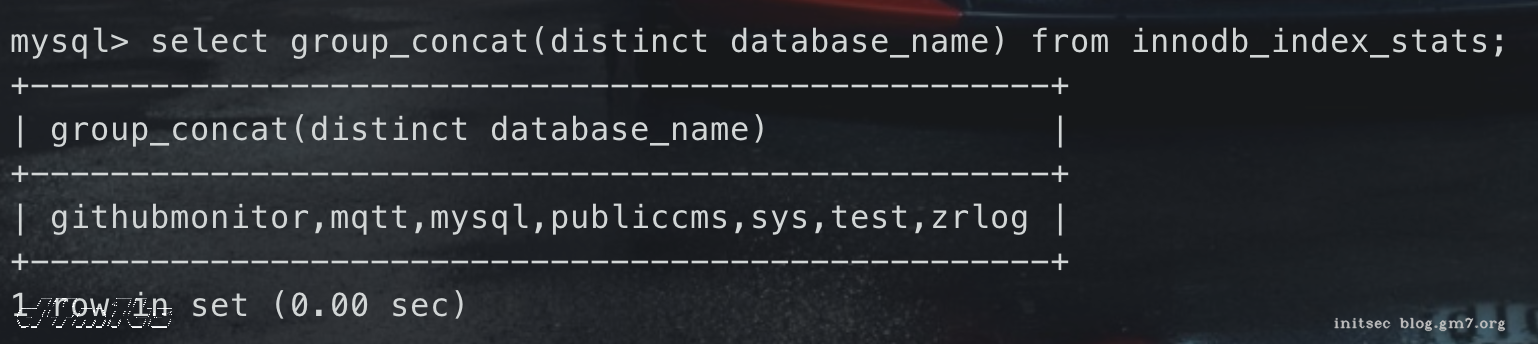 mysql> select group_concat(distinct database_name) from innodb_index_stats;
+---------------------------------------------------+
| group_concat(distinct database_name)              |
+---------------------------------------------------+
| githubmonitor,mqtt,mysql,publiccms,sys,test,zrlog |
+---------------------------------------------------+
1 row in set (0.00 sec)
initsec blog.gm7.org